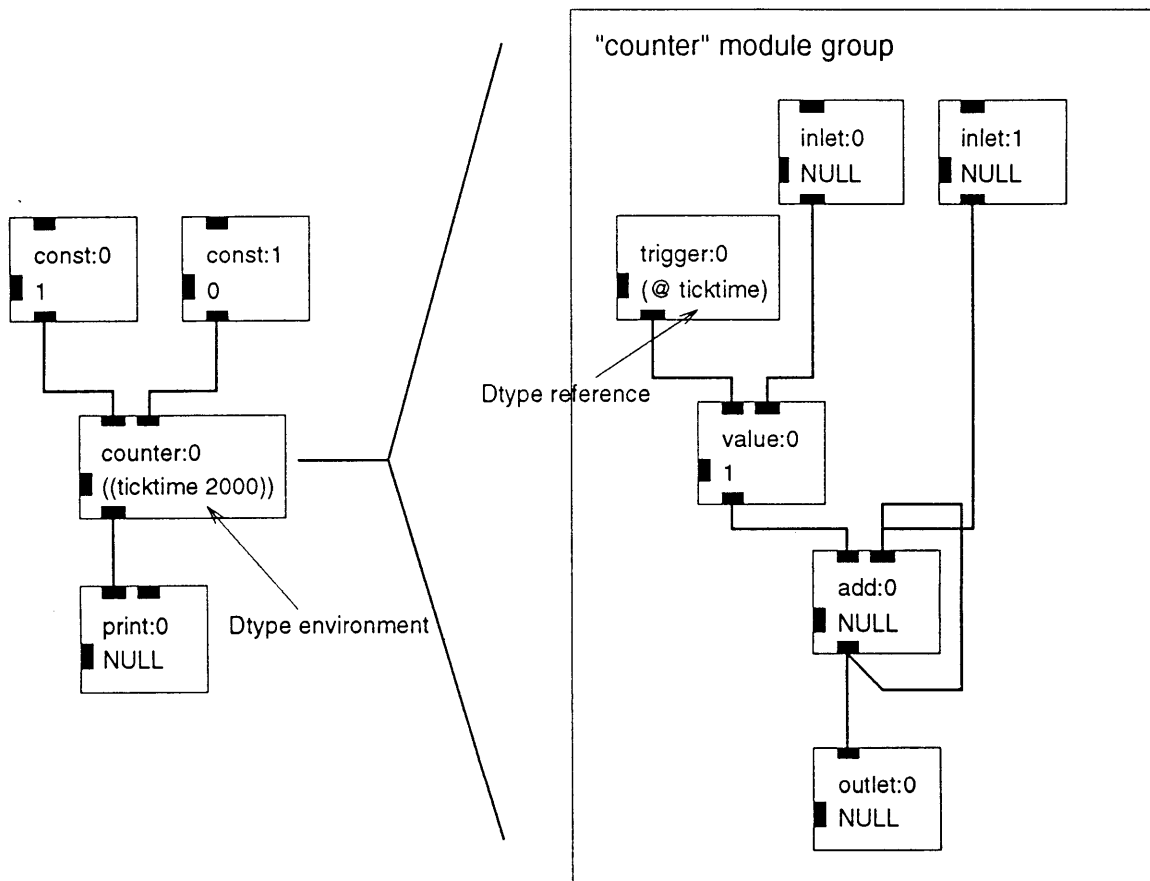 "counter" module group
inlet:0
NULL
inlet:1
NULL
const:0
1
const:1
0
trigger:0
(@ ticktime)
Dtype reference
counter:0
((ticktime 2000))
value:0
1
print:0
NULL
Dtype environment
add:0
NULL
outlet:0
NULL